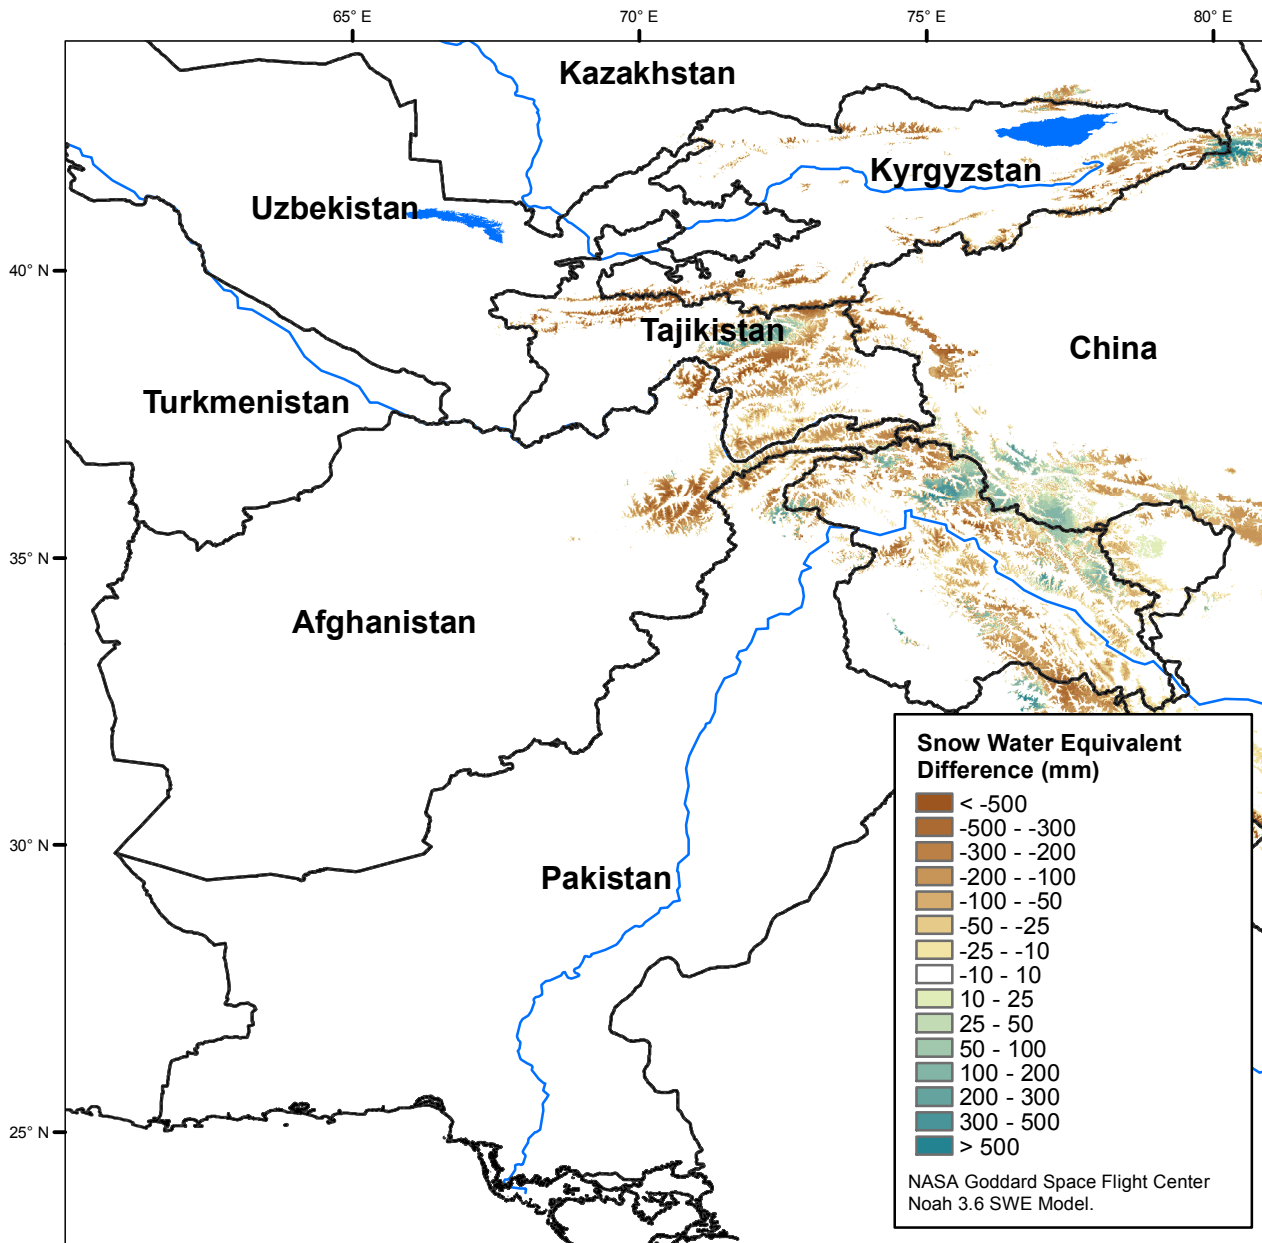 65° E
70° E
75° E
80° E
Kazakhstan
Kyrgyzstan
Uzbekistan
40° N
Tajikistan
China
Turkmenistan
35° N
Afghanistan
Snow Water Equivalent
Difference (mm)
< -500
-500 - -300
-300 - -200
-200 - -100
-100 - -50
-50 - -25
-25 - -10
-10 - 10
10 - 25
25 - 50
50 - 100
100 - 200
200 - 300
300 - 500
> 500
NASA Goddard Space Flight Center
Noah 3.6 SWE Model.
30° N
Pakistan
25° N